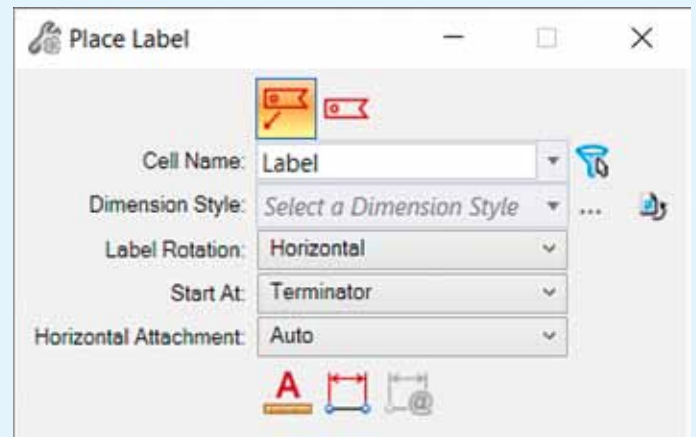 Place Label
Cell Name: Label
Dimension Style: Select a Dimension Style ...
Label Rotation: Horizontal
Start At: Terminator
Horizontal Attachment: Auto
A @